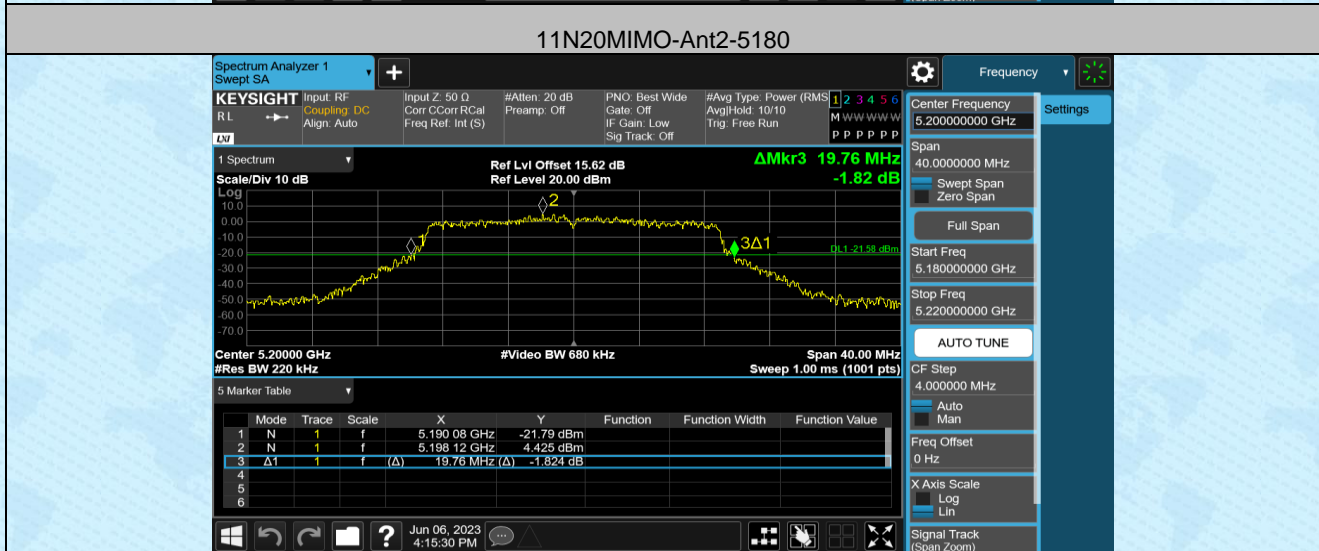 (Span Zoom)
11N20MIMO-Ant2-5180
Spectrum Analyzer 1
Swept SA
+
Frequency
KEYSIGHT
RL
LXI
Input: RF
Coupling: DC
Align: Auto
Input Z: 50 Ω
Corr CCorr RCal
Freq Ref: Int (S)
#Atten: 20 dB
Preamp: Off
PNO: Best Wide
Gate: Off
IF Gain: Low
Sig Track: Off
#Avg Type: Power (RMS
Avg|Hold: 10/10
Trig: Free Run
1 2 3 4 5 6
M W W W W W
P P P P P P
Center Frequency
5.200000000 GHz
Settings
Span
40.0000000 MHz
Swept Span
Zero Span
Full Span
Start Freq
5.180000000 GHz
Stop Freq
5.220000000 GHz
AUTO TUNE
CF Step
4.000000 MHz
Auto
Man
Freq Offset
0 Hz
X Axis Scale
Log
Lin
Signal Track
(Span Zoom)
1 Spectrum
Scale/Div 10 dB
Ref Lvl Offset 15.62 dB
Ref Level 20.00 dBm
ΔMkr3 19.76 MHz
-1.82 dB
Log
10.0
0.00
-10.0
-20.0
-30.0
-40.0
-50.0
-60.0
-70.0
1
2
3Δ1
DL1 -21.58 dBm
Center 5.20000 GHz
#Video BW 680 kHz
Span 40.00 MHz
#Res BW 220 kHz
Sweep 1.00 ms (1001 pts)
5 Marker Table
Mode Trace Scale X Y Function Function Width Function Value
1 N 1 f 5.190 08 GHz -21.79 dBm
2 N 1 f 5.198 12 GHz 4.425 dBm
3 Δ1 1 f (Δ) 19.76 MHz (Δ) -1.824 dB
4
5
6
?
Jun 06, 2023
4:15:30 PM